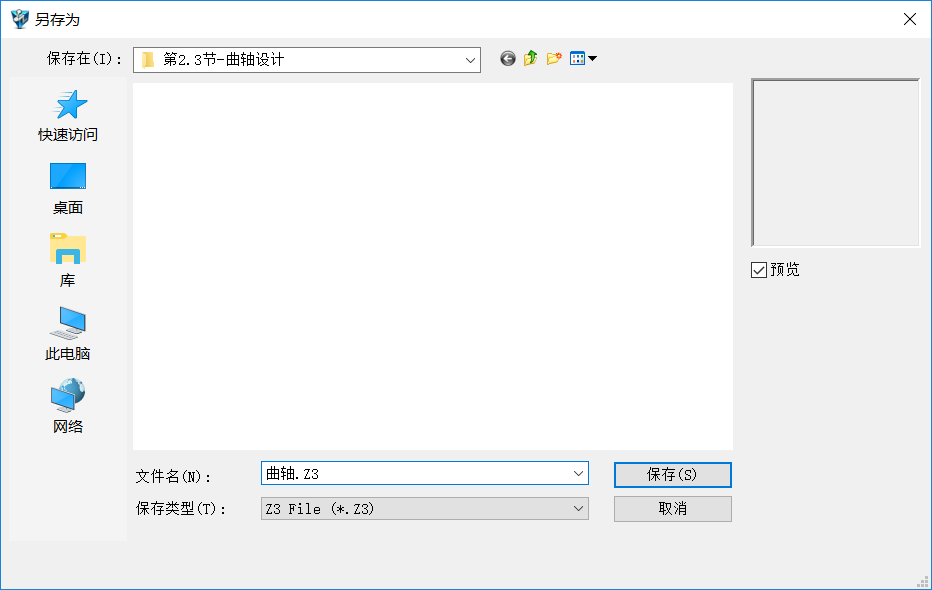 另存为
保存在(I)：
第2.3节-曲轴设计
快速访问
桌面
库
此电脑
网络
预览
文件名(N)：
曲轴.Z3
保存(S)
保存类型(T)：
Z3 File (*.Z3)
取消